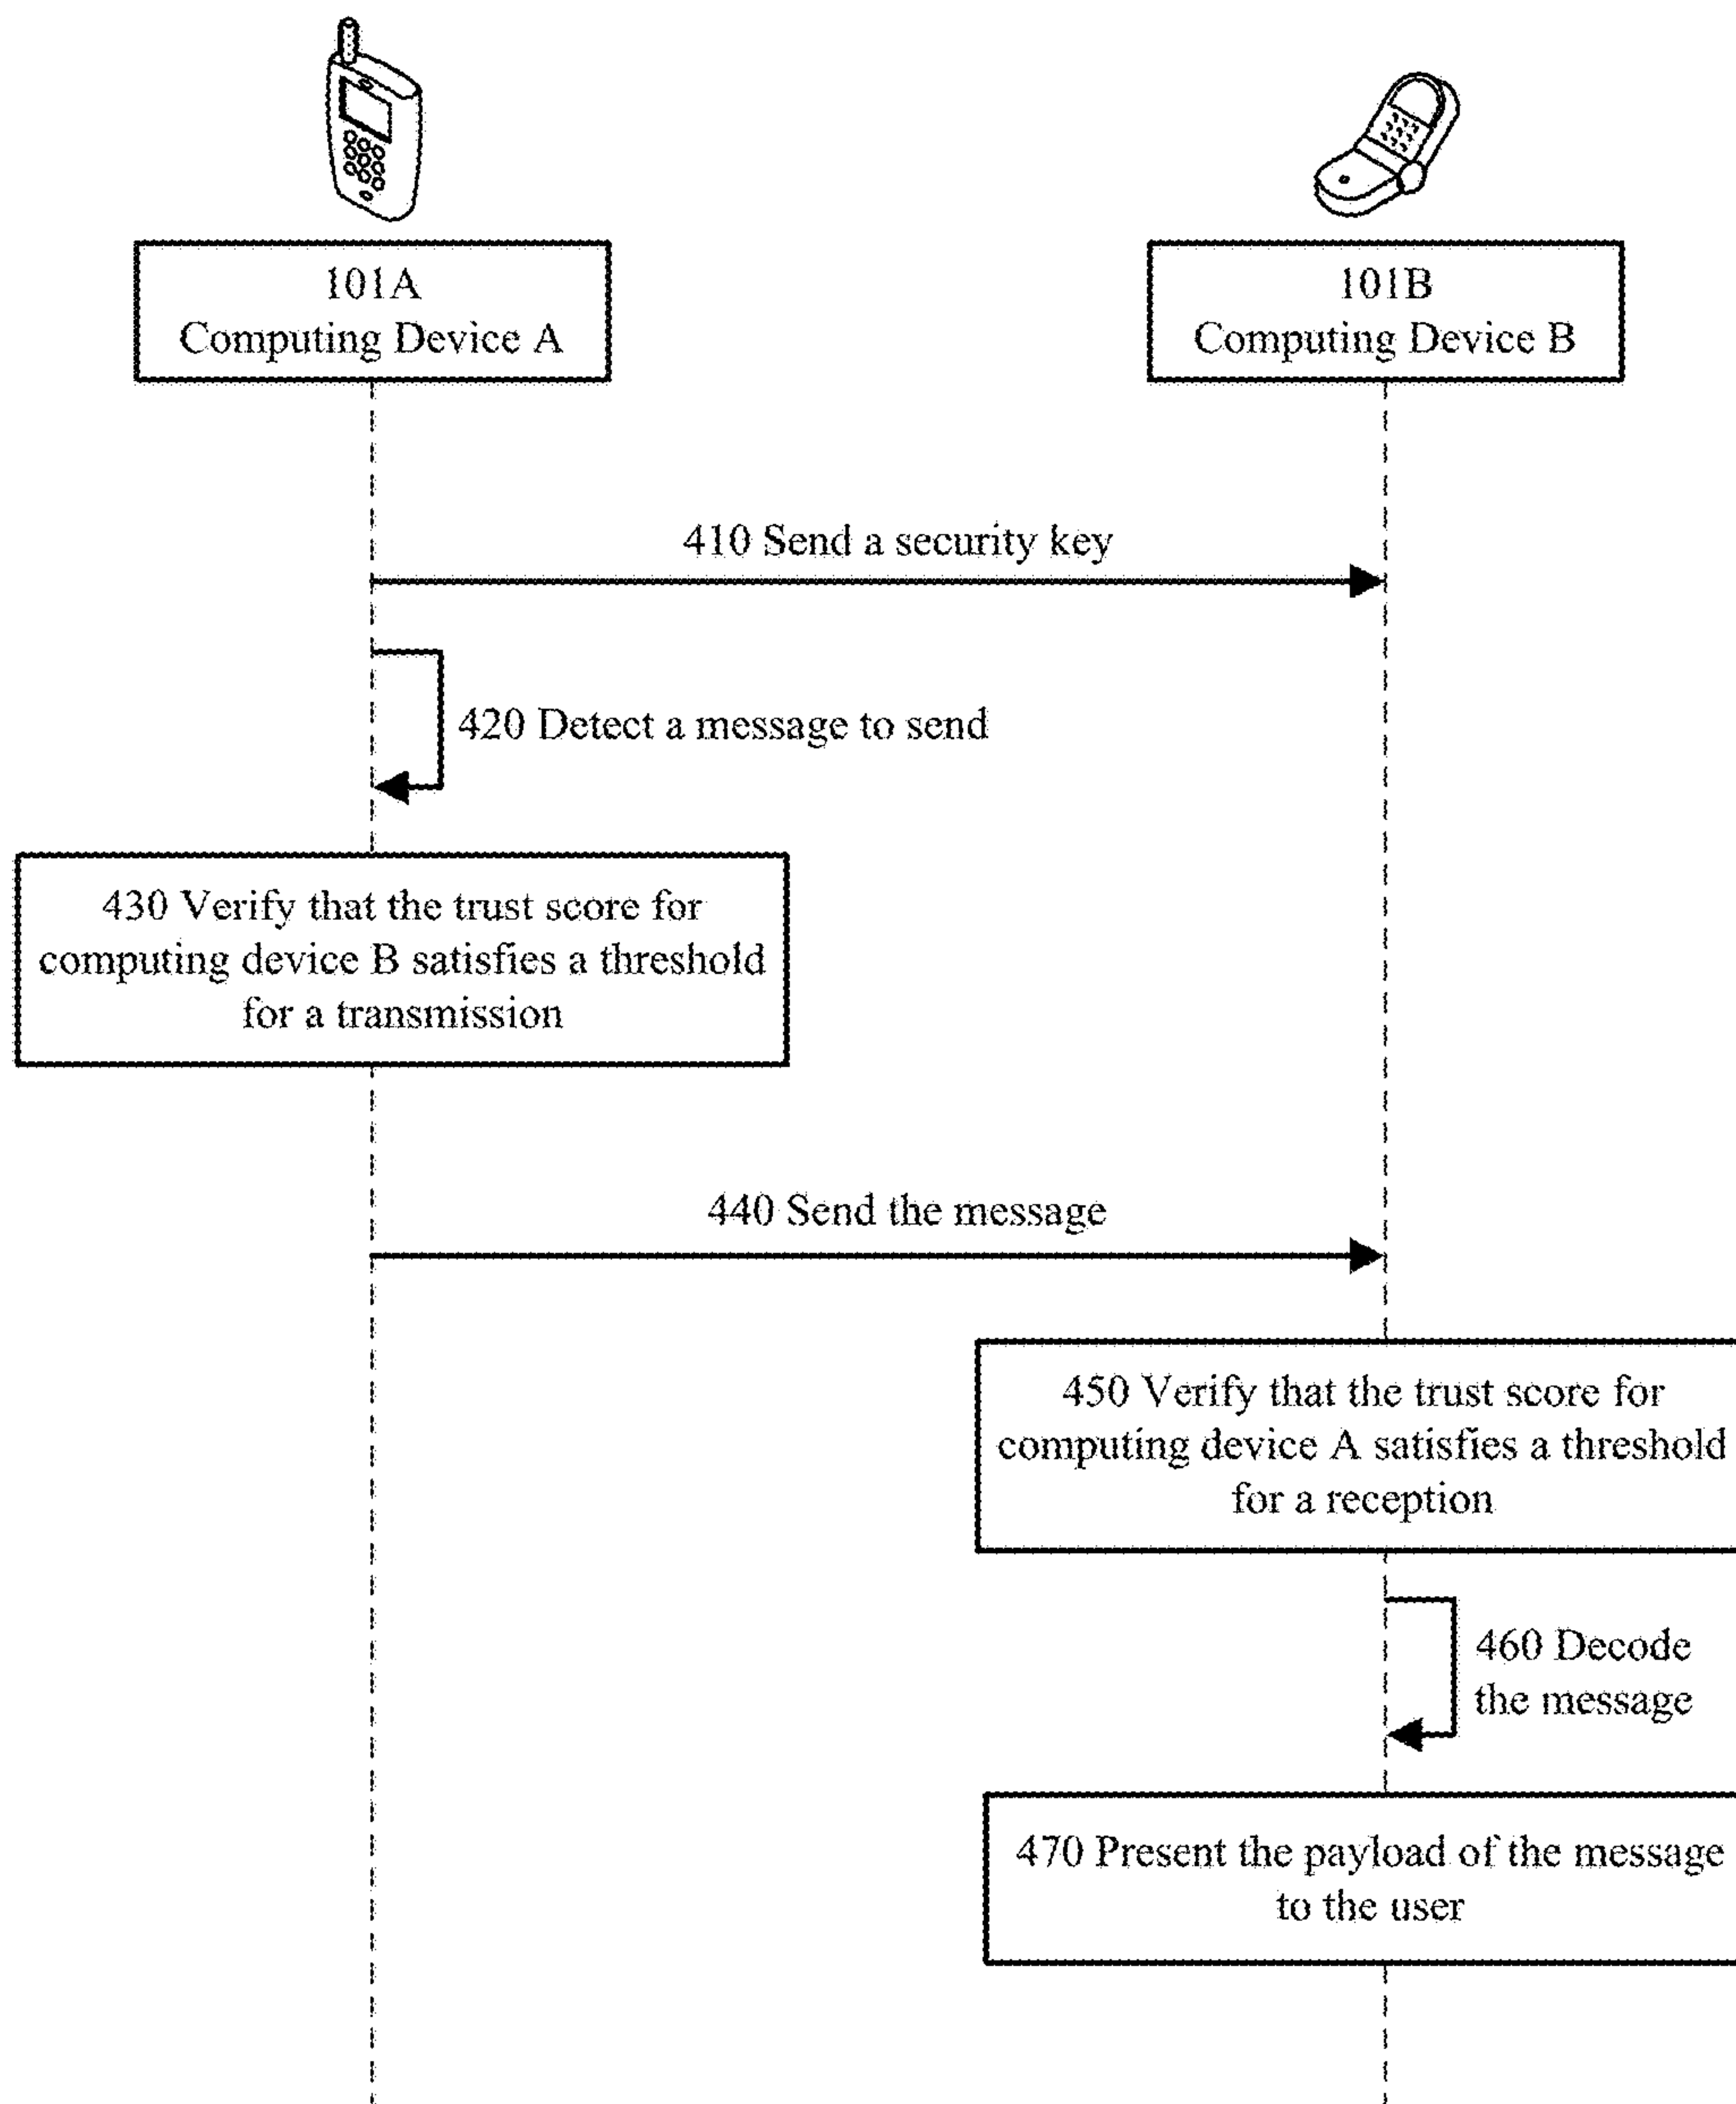 101A
Computing Device A
101B
Computing Device B
410 Send a security key
420 Detect a message to send
430 Verify that the trust score for
computing device B satisfies a threshold
for a transmission
440 Send the message
450 Verify that the trust score for
computing device A satisfies a threshold
for a reception
460 Decode
the message
470 Present the payload of the message
to the user